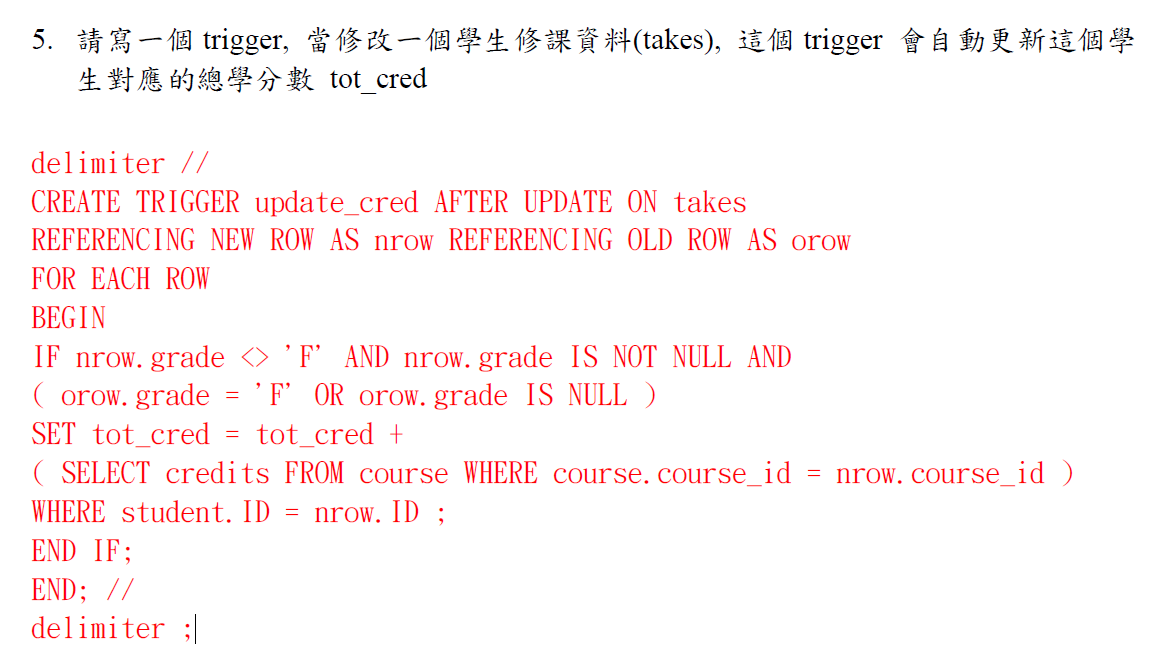 5. 請寫一個 trigger, 當修改一個學生修課資料(takes), 這個 trigger 會自動更新這個學
生對應的總學分數 tot_cred
delimiter //
CREATE TRIGGER update_cred AFTER UPDATE ON takes
REFERENCING NEW ROW AS nrow REFERENCING OLD ROW AS orow
FOR EACH ROW
BEGIN
IF nrow.grade <> 'F' AND nrow.grade IS NOT NULL AND
( orow.grade = 'F' OR orow.grade IS NULL )
SET tot_cred = tot_cred +
( SELECT credits FROM course WHERE course.course_id = nrow.course_id )
WHERE student.ID = nrow.ID ;
END IF;
END; //
delimiter ;